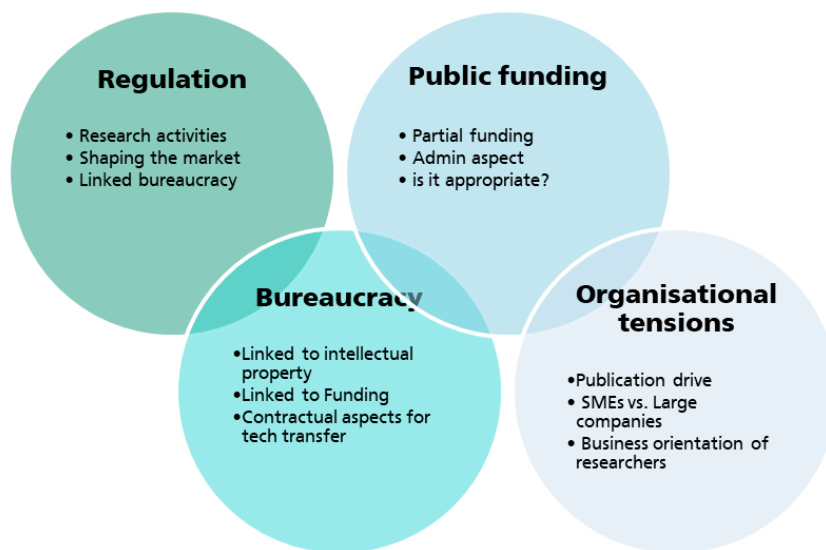 Regulation
• Research activities
• Shaping the market
• Linked bureaucracy
Public funding
• Partial funding
• Admin aspect
• is it appropriate?
Bureaucracy
•Linked to intellectual
property
•Linked to Funding
•Contractual aspects for
tech transfer
Organisational
tensions
•Publication drive
• SMEs vs. Large
companies
• Business orientation of
researchers